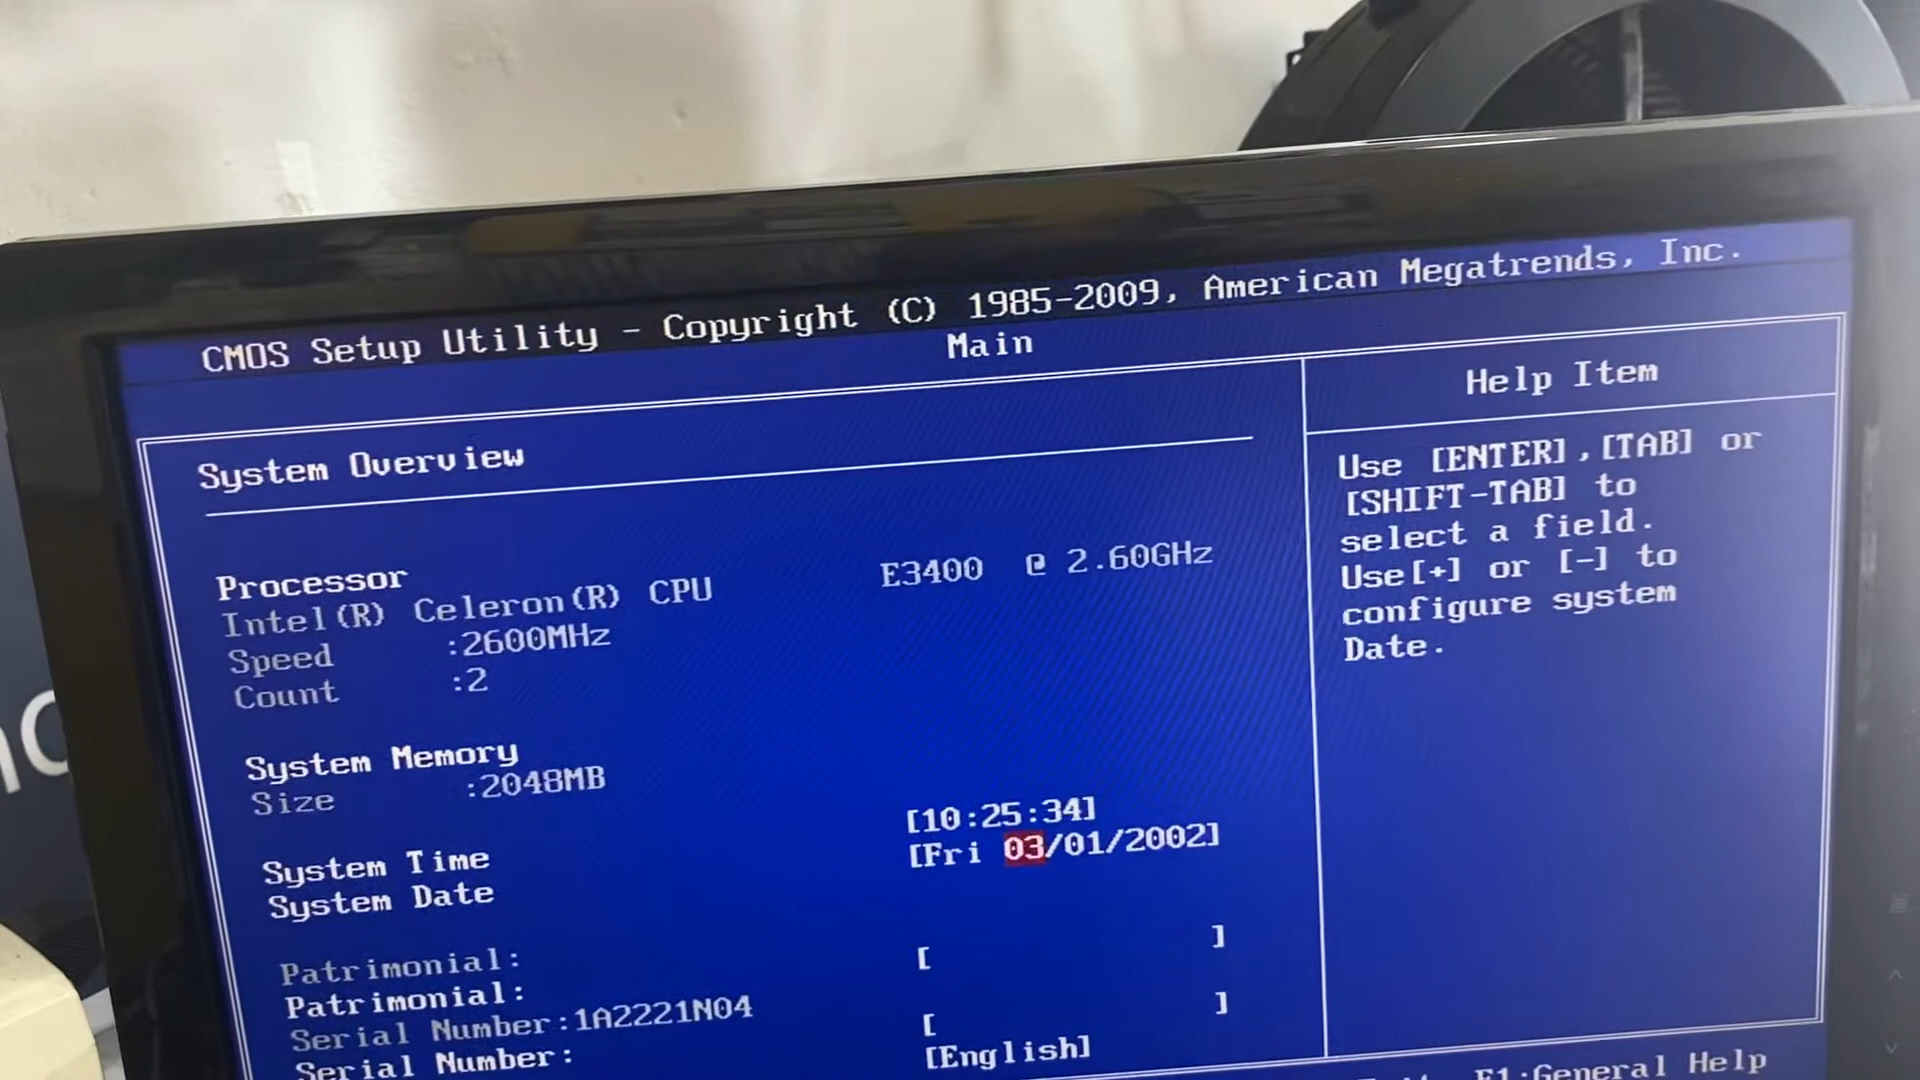 CMOS Setup Utility - Copyright (C) 1985-2009, American Megatrends, Inc.
Main
System Overview
Processor
Intel(R) Celeron(R) CPU E3400 @ 2.60GHz
Speed :2600MHz
Count :2
System Memory
Size :2048MB
System Time [10:25:34]
System Date [Fri 03/01/2002]
Patrimonial:
Patrimonial: [ ]
Serial Number:1A2221N04
Serial Number: [ ]
[English]
Help Item
Use [ENTER],[TAB] or
[SHIFT-TAB] to
select a field.
Use[+] or [-] to
configure system
Date.
F1:General Help